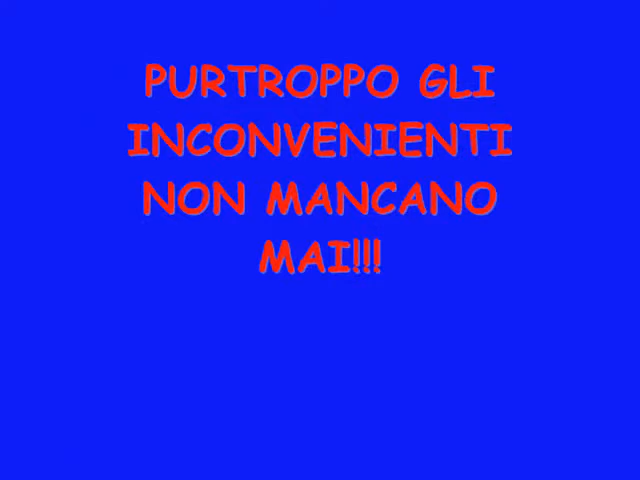 PURTROPPO GLI
INCONVENIENTI
NON MANCANO
MAI!!!